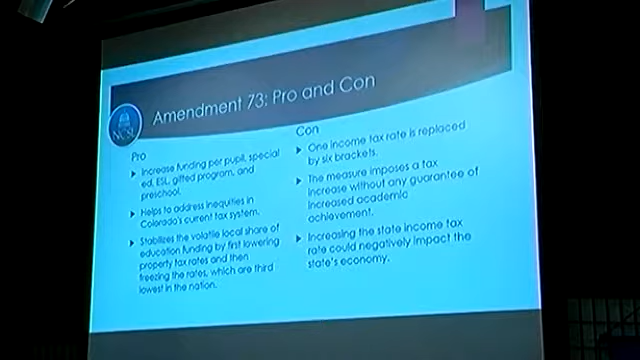 Amendment 73: Pro and Con
NCSL
Pro
Increase funding per pupil, special
ed, ESL, gifted program, and
preschool.
Helps to address inequities in
Colorado's current tax system.
Stabilizes the volatile local share of
education funding by first lowering
property tax rates and then
freezing the rates, which are third
lowest in the nation.
Con
One income tax rate is replaced
by six brackets.
The measure imposes a tax
increase without any guarantee of
increased academic
achievement.
Increasing the state income tax
rate could negatively impact the
state's economy.